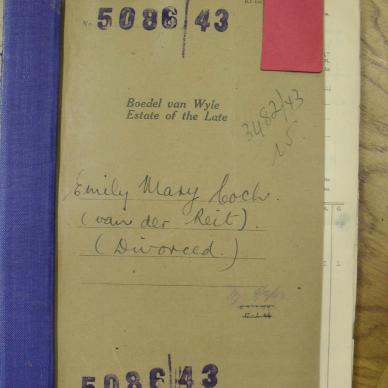 No 5086/43
Boedel van Wyle
Estate of the Late
3482/43
Emily Mary Coch.
(van der Reit).
(Divorced.)
5086/43